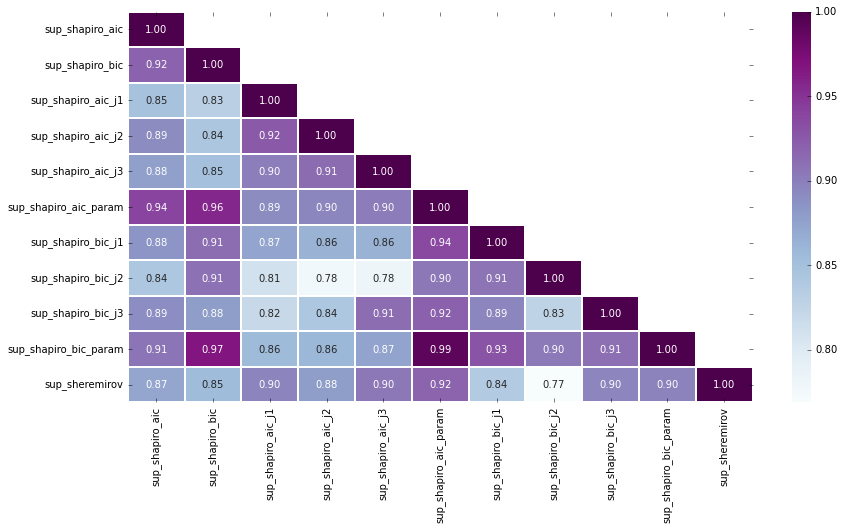 sup_shapiro_aic 1.00
sup_shapiro_bic 0.92 1.00
sup_shapiro_aic_j1 0.85 0.83 1.00
sup_shapiro_aic_j2 0.89 0.84 0.92 1.00
sup_shapiro_aic_j3 0.88 0.85 0.90 0.91 1.00
sup_shapiro_aic_param 0.94 0.96 0.89 0.90 0.90 1.00
sup_shapiro_bic_j1 0.88 0.91 0.87 0.86 0.86 0.94 1.00
sup_shapiro_bic_j2 0.84 0.91 0.81 0.78 0.78 0.90 0.91 1.00
sup_shapiro_bic_j3 0.89 0.88 0.82 0.84 0.91 0.92 0.89 0.83 1.00
sup_shapiro_bic_param 0.91 0.97 0.86 0.86 0.87 0.99 0.93 0.90 0.91 1.00
sup_sheremirov 0.87 0.85 0.90 0.88 0.90 0.92 0.84 0.77 0.90 0.90 1.00
sup_shapiro_aic
sup_shapiro_bic
sup_shapiro_aic_j1
sup_shapiro_aic_j2
sup_shapiro_aic_j3
sup_shapiro_aic_param
sup_shapiro_bic_j1
sup_shapiro_bic_j2
sup_shapiro_bic_j3
sup_shapiro_bic_param
sup_sheremirov
1.00
0.95
0.90
0.85
0.80